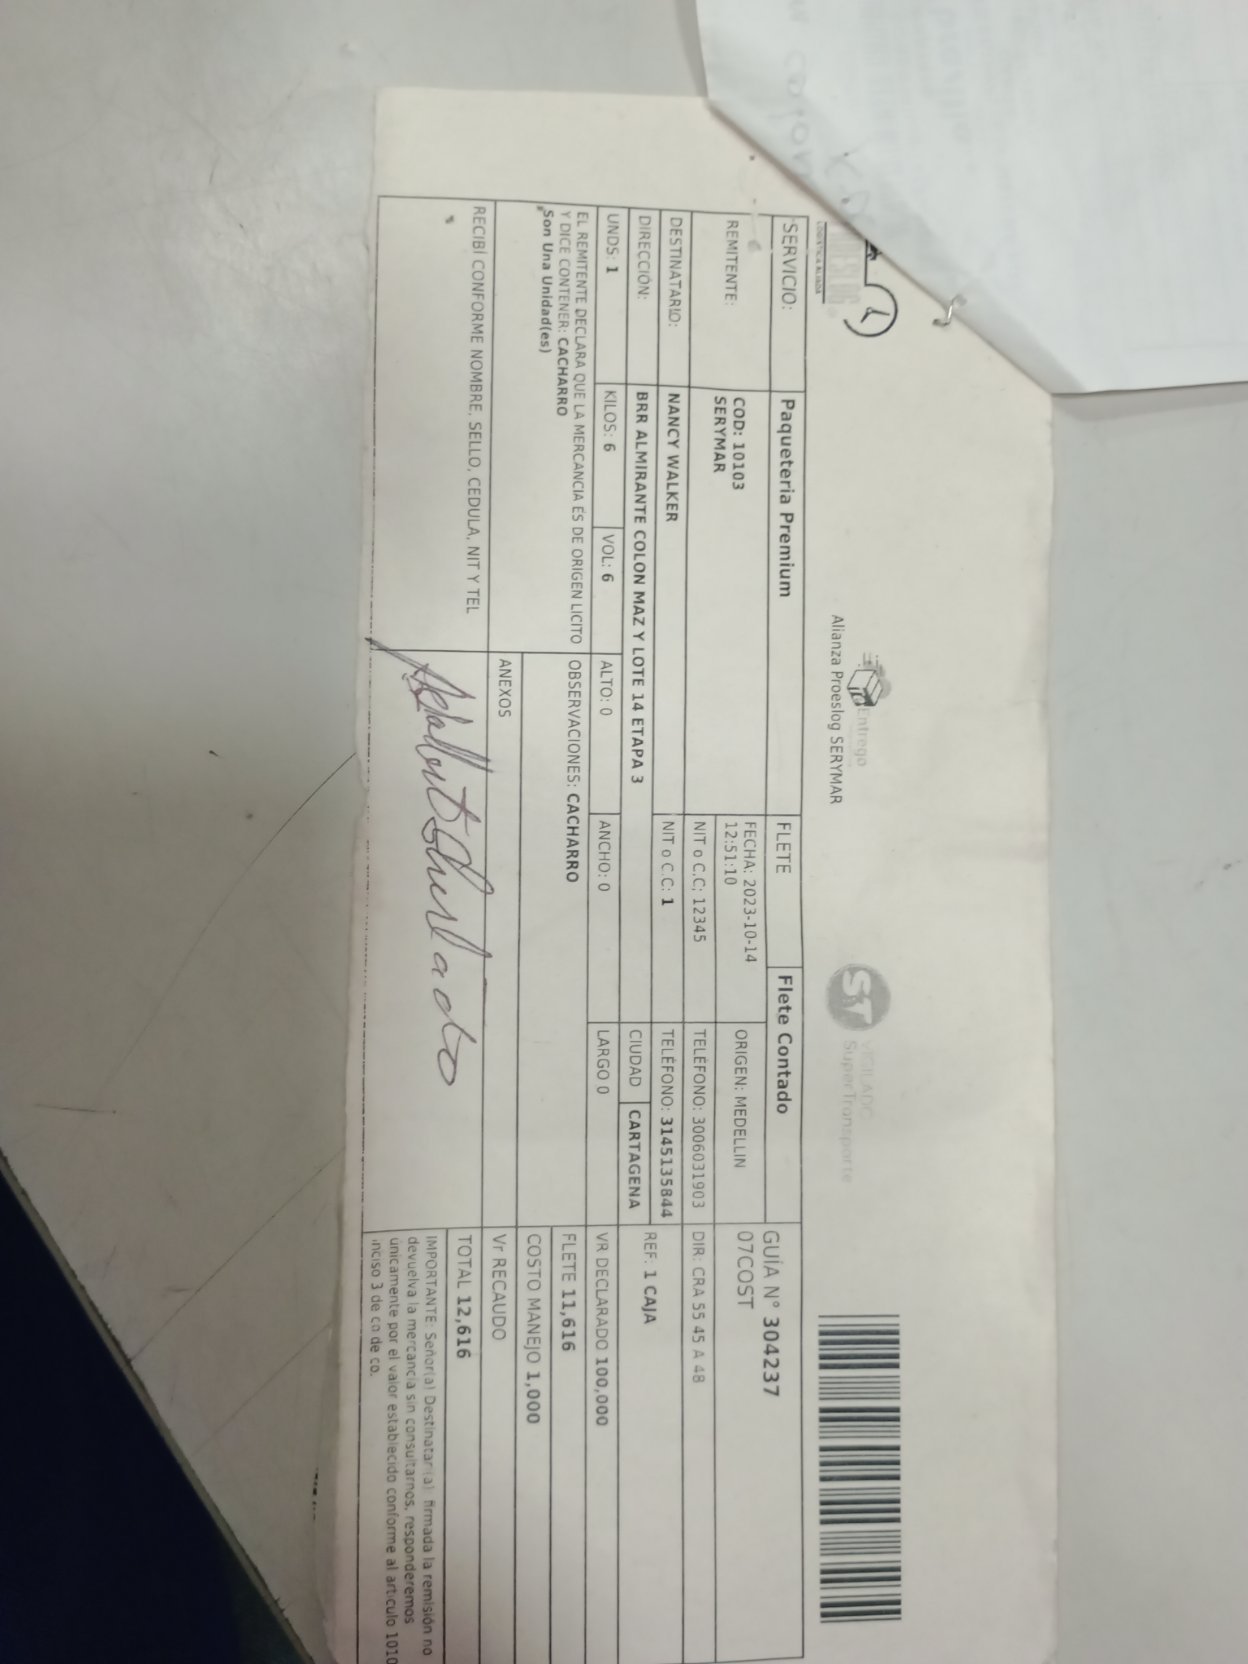 Entrego
Alianza Proeslog SERYMAR
ST
VIGILADO
SuperTransporte
LOGISTICA ALIADA
SERVICIO: Paqueteria Premium FLETE Flete Contado GUÍA N° 304237
07COST
REMITENTE: COD: 10103 FECHA: 2023-10-14 ORIGEN: MEDELLIN
SERYMAR 12:51:10
NIT o C.C: 12345 TELÉFONO: 3006031903 DIR: CRA 55 45 A 48
DESTINATARIO: NANCY WALKER NIT o C.C: 1 TELÉFONO: 3145135844 REF: 1 CAJA
DIRECCIÓN: BRR ALMIRANTE COLON MAZ Y LOTE 14 ETAPA 3 CIUDAD CARTAGENA
UNDS: 1 KILOS: 6 VOL: 6 ALTO: 0 ANCHO: 0 LARGO 0 VR DECLARADO 100,000
EL REMITENTE DECLARA QUE LA MERCANCIA ES DE ORIGEN LICITO OBSERVACIONES: CACHARRO FLETE 11,616
Y DICE CONTENER: CACHARRO
Son Una Unidad(es) COSTO MANEJO 1,000
ANEXOS Vr RECAUDO
RECIBÍ CONFORME NOMBRE, SELLO, CEDULA, NIT Y TEL TOTAL 12,616
IMPORTANTE: Señor(a) Destinatar(a): firmada la remisión no
devuelva la mercancía sin consultarnos, responderemos
únicamente por el valor establecido conforme al artículo 1010
inciso 3 de co de co.